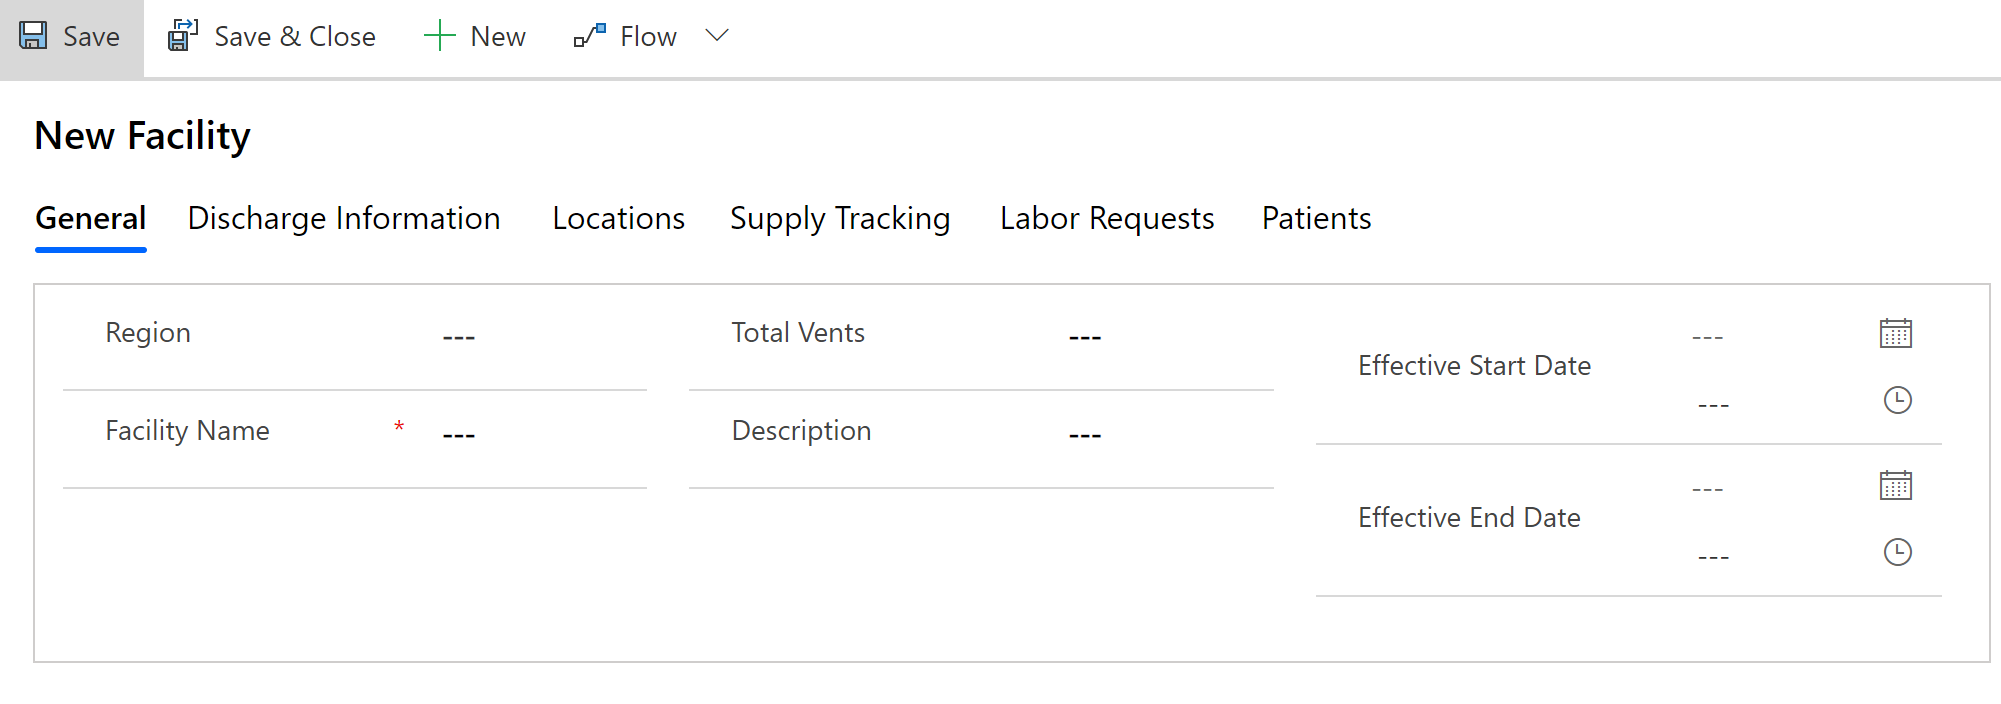 Save Save & Close New Flow
New Facility
General Discharge Information Locations Supply Tracking Labor Requests Patients
Region ---
Facility Name * ---
Total Vents ---
Description ---
Effective Start Date ---
---
Effective End Date ---
---